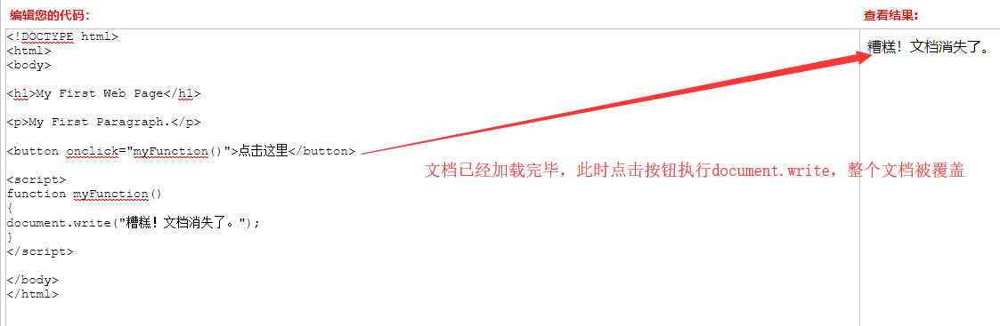 编辑您的代码:
查看结果:
<!DOCTYPE html>
<html>
<body>
<h1>My First Web Page</h1>
<p>My First Paragraph.</p>
<button onclick="myFunction()">点击这里</button>
<script>
function myFunction()
{
document.write("糟糕！文档消失了。");
}
</script>
</body>
</html>
糟糕！文档消失了。
文档已经加载完毕，此时点击按钮执行document.write，整个文档被覆盖